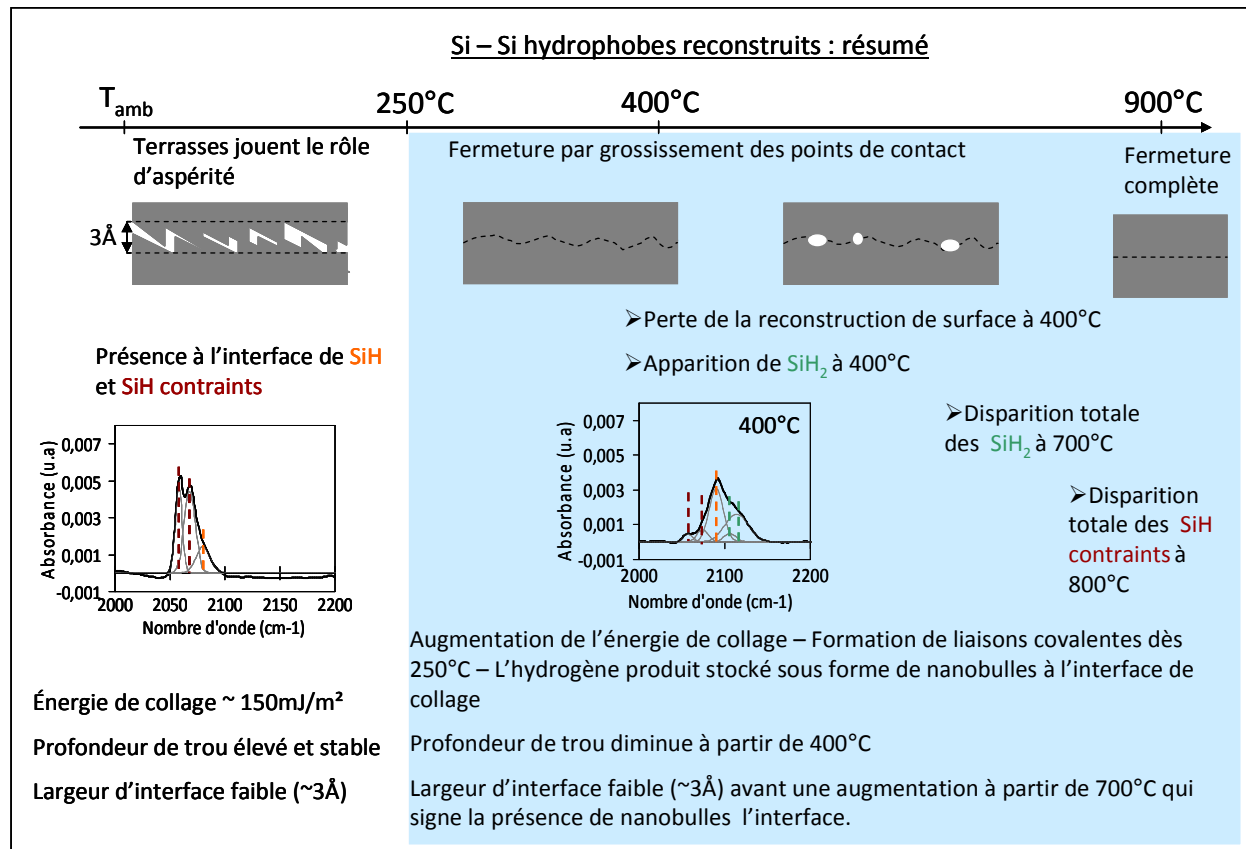 Si – Si hydrophobes reconstruits : résumé
T_amb 250°C 400°C 900°C
Terrasses jouent le rôle
d'aspérité
Fermeture par grossissement des points de contact
Fermeture
complète
3Å
➢Perte de la reconstruction de surface à 400°C
Présence à l'interface de SiH
et SiH contraints
➢Apparition de SiH₂ à 400°C
Absorbance (u.a)
0,007
0,005
0,003
0,001
-0,001
2000 2050 2100 2150 2200
Nombre d'onde (cm-1)
400°C
Absorbance (u.a)
0,007
0,005
0,003
0,001
-0,001
2000 2100 2200
Nombre d'onde (cm-1)
➢Disparition totale
des SiH₂ à 700°C
➢Disparition
totale des SiH
contraints à
800°C
Augmentation de l'énergie de collage – Formation de liaisons covalentes dès
250°C – L'hydrogène produit stocké sous forme de nanobulles à l'interface de
collage
Énergie de collage ~ 150mJ/m²
Profondeur de trou élevé et stable
Profondeur de trou diminue à partir de 400°C
Largeur d'interface faible (~3Å)
Largeur d'interface faible (~3Å) avant une augmentation à partir de 700°C qui
signe la présence de nanobulles l'interface.